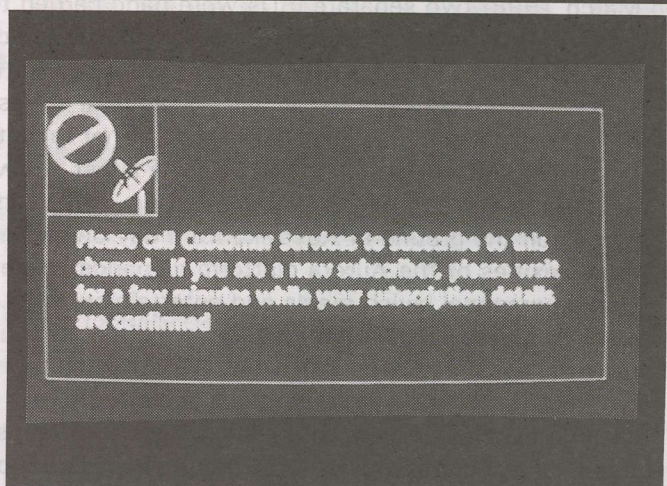 Please call Customer Services to subscribe to this
channel. If you are a new subscriber, please wait
for a few minutes while your subscription details
are confirmed